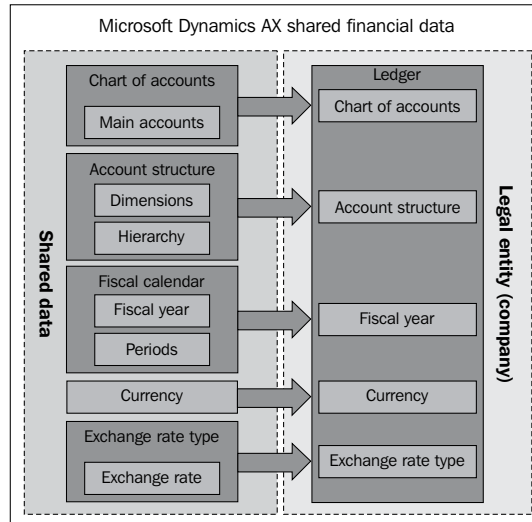 Microsoft Dynamics AX shared financial data
Shared data
Chart of accounts
Main accounts
Account structure
Dimensions
Hierarchy
Fiscal calendar
Fiscal year
Periods
Currency
Exchange rate type
Exchange rate
Ledger
Chart of accounts
Account structure
Fiscal year
Currency
Exchange rate type
Legal entity (company)